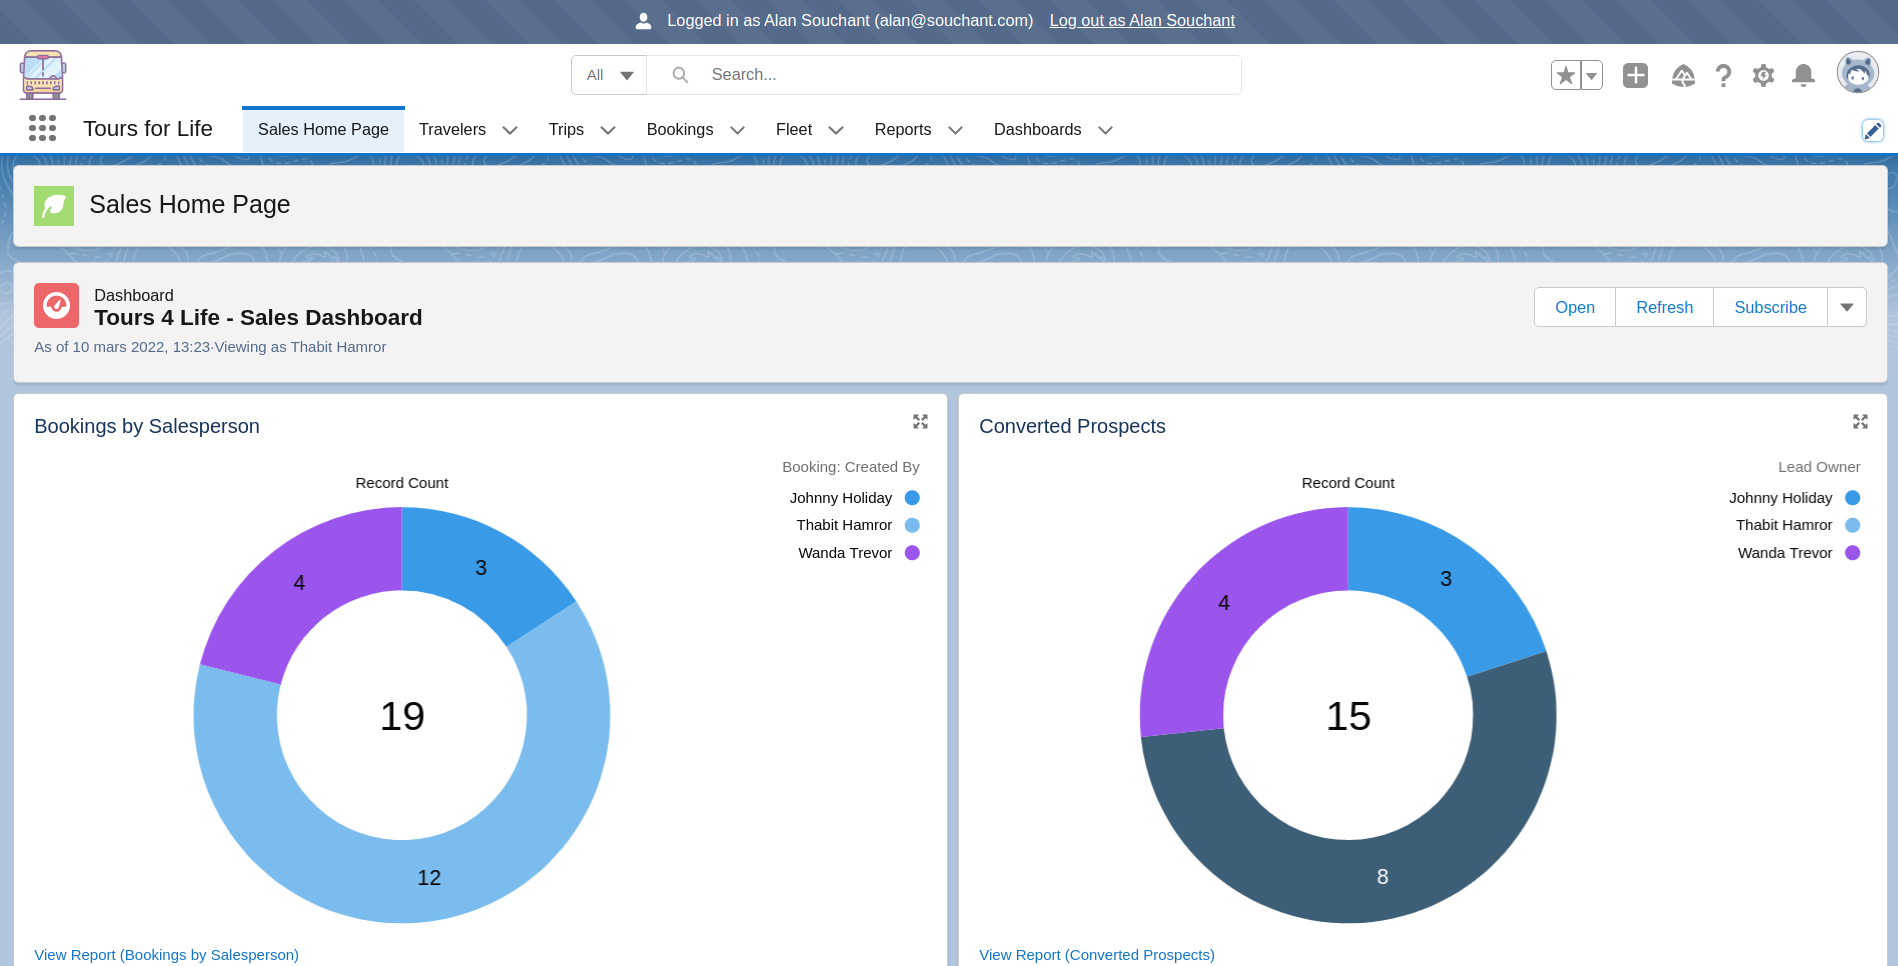 Logged in as Alan Souchant (alan@souchant.com) Log out as Alan Souchant
All Search...
Tours for Life Sales Home Page Travelers Trips Bookings Fleet Reports Dashboards
Sales Home Page
Dashboard
Tours 4 Life - Sales Dashboard
As of 10 mars 2022, 13:23·Viewing as Thabit Hamror
Open Refresh Subscribe
Bookings by Salesperson
Record Count
Booking: Created By
Johnny Holiday
Thabit Hamror
Wanda Trevor
3
4
19
12
View Report (Bookings by Salesperson)
Converted Prospects
Record Count
Lead Owner
Johnny Holiday
Thabit Hamror
Wanda Trevor
3
4
15
8
View Report (Converted Prospects)